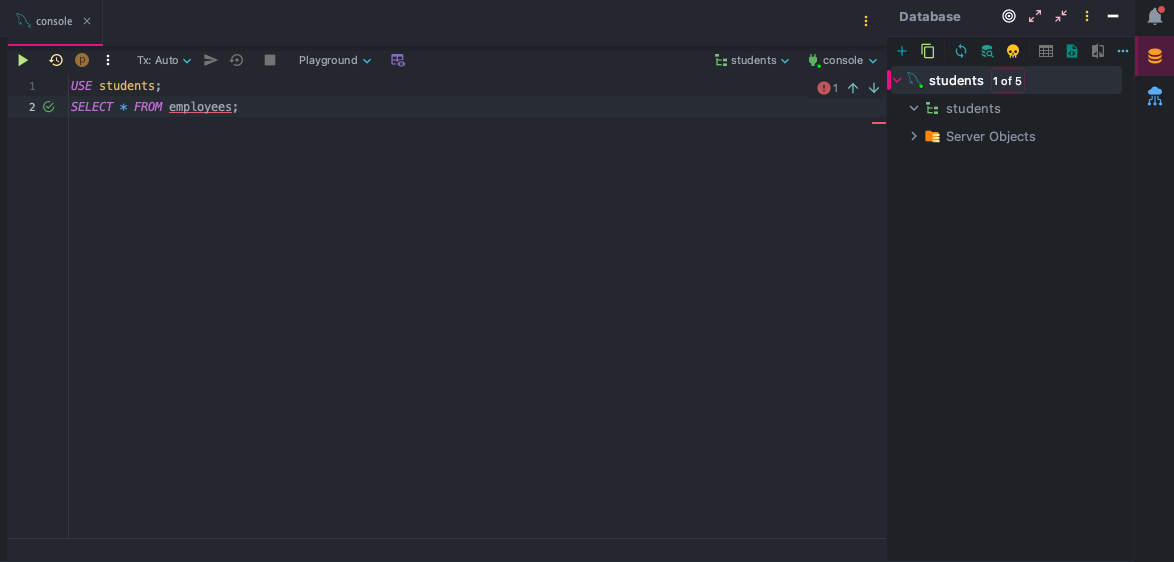 console
Database
Tx: Auto
Playground
students
console
1 USE students;
2 SELECT * FROM employees;
1
students 1 of 5
students
Server Objects